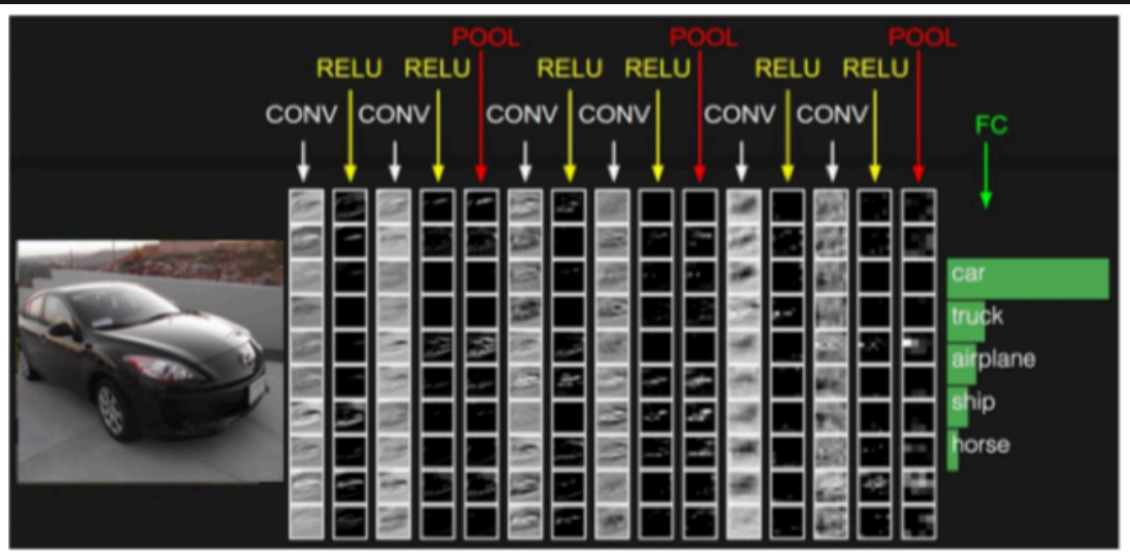 POOL POOL POOL
RELU RELU RELU RELU RELU RELU
CONV CONV CONV CONV CONV CONV
FC
car
truck
airplane
ship
horse